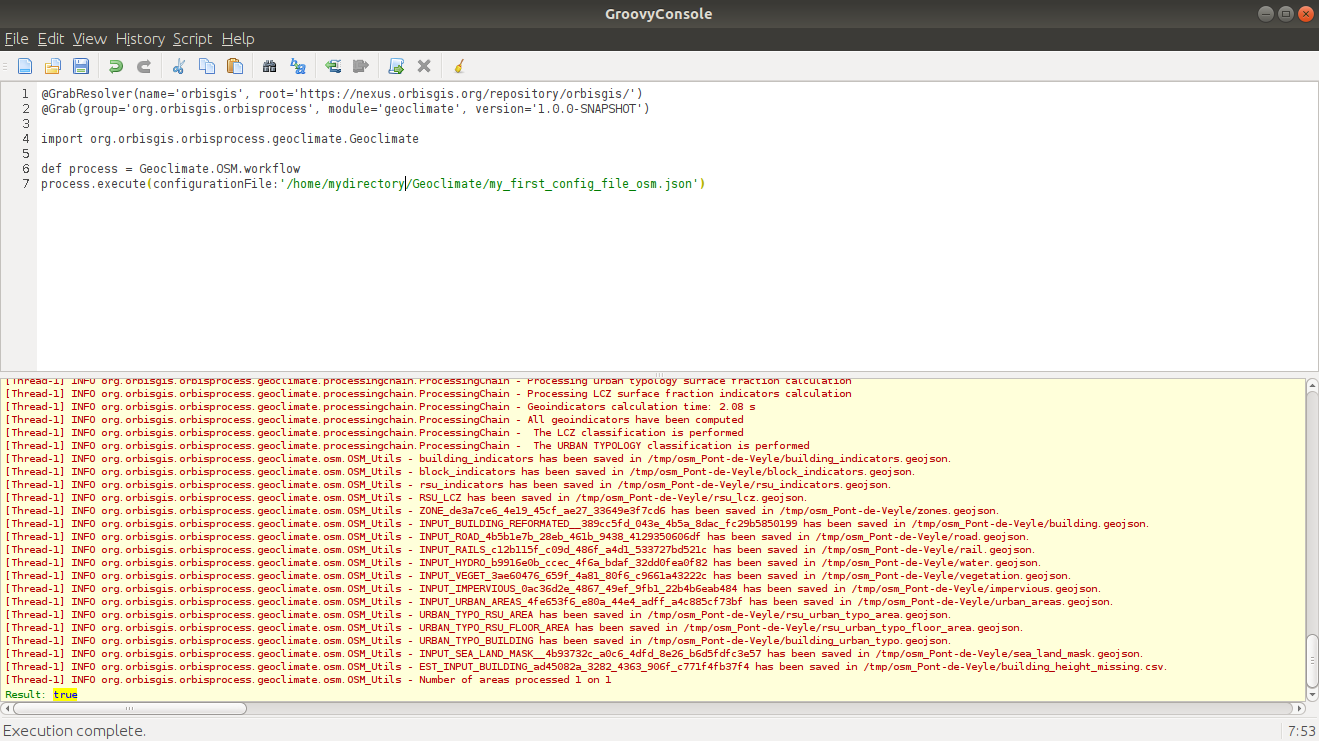 GroovyConsole
File Edit View History Script Help
1 @GrabResolver(name='orbisgis', root='https://nexus.orbisgis.org/repository/orbisgis/')
2 @Grab(group='org.orbisgis.orbisprocess', module='geoclimate', version='1.0.0-SNAPSHOT')
3
4 import org.orbisgis.orbisprocess.geoclimate.Geoclimate
5
6 def process = Geoclimate.OSM.workflow
7 process.execute(configurationFile:'/home/mydirectory/Geoclimate/my_first_config_file_osm.json')
[Thread-1] INFO org.orbisgis.orbisprocess.geoclimate.processingchain.ProcessingChain - Processing urban typology surface fraction calculation
[Thread-1] INFO org.orbisgis.orbisprocess.geoclimate.processingchain.ProcessingChain - Processing LCZ surface fraction indicators calculation
[Thread-1] INFO org.orbisgis.orbisprocess.geoclimate.processingchain.ProcessingChain - Geoindicators calculation time: 2.08 s
[Thread-1] INFO org.orbisgis.orbisprocess.geoclimate.processingchain.ProcessingChain - All geoindicators have been computed
[Thread-1] INFO org.orbisgis.orbisprocess.geoclimate.processingchain.ProcessingChain -  The LCZ classification is performed
[Thread-1] INFO org.orbisgis.orbisprocess.geoclimate.processingchain.ProcessingChain -  The URBAN TYPOLOGY classification is performed
[Thread-1] INFO org.orbisgis.orbisprocess.geoclimate.osm.OSM_Utils - building_indicators has been saved in /tmp/osm_Pont-de-Veyle/building_indicators.geojson.
[Thread-1] INFO org.orbisgis.orbisprocess.geoclimate.osm.OSM_Utils - block_indicators has been saved in /tmp/osm_Pont-de-Veyle/block_indicators.geojson.
[Thread-1] INFO org.orbisgis.orbisprocess.geoclimate.osm.OSM_Utils - rsu_indicators has been saved in /tmp/osm_Pont-de-Veyle/rsu_indicators.geojson.
[Thread-1] INFO org.orbisgis.orbisprocess.geoclimate.osm.OSM_Utils - RSU_LCZ has been saved in /tmp/osm_Pont-de-Veyle/rsu_lcz.geojson.
[Thread-1] INFO org.orbisgis.orbisprocess.geoclimate.osm.OSM_Utils - ZONE_de3a7ce6_4e19_45cf_ae27_33649e3f7cd6 has been saved in /tmp/osm_Pont-de-Veyle/zones.geojson.
[Thread-1] INFO org.orbisgis.orbisprocess.geoclimate.osm.OSM_Utils - INPUT_BUILDING_REFORMATED__389cc5fd_043e_4b5a_8dac_fc29b5850199 has been saved in /tmp/osm_Pont-de-Veyle/building.geojson.
[Thread-1] INFO org.orbisgis.orbisprocess.geoclimate.osm.OSM_Utils - INPUT_ROAD_4b5b1e7b_28eb_461b_9438_4129350606df has been saved in /tmp/osm_Pont-de-Veyle/road.geojson.
[Thread-1] INFO org.orbisgis.orbisprocess.geoclimate.osm.OSM_Utils - INPUT_RAILS_c12b115f_c09d_486f_a4d1_533727bd521c has been saved in /tmp/osm_Pont-de-Veyle/rail.geojson.
[Thread-1] INFO org.orbisgis.orbisprocess.geoclimate.osm.OSM_Utils - INPUT_HYDRO_b9916e0b_ccec_4f6a_bdaf_32dd0fea0f82 has been saved in /tmp/osm_Pont-de-Veyle/water.geojson.
[Thread-1] INFO org.orbisgis.orbisprocess.geoclimate.osm.OSM_Utils - INPUT_VEGET_3ae60476_659f_4a81_80f6_c9661a43222c has been saved in /tmp/osm_Pont-de-Veyle/vegetation.geojson.
[Thread-1] INFO org.orbisgis.orbisprocess.geoclimate.osm.OSM_Utils - INPUT_IMPERVIOUS_0ac36d2e_4867_49ef_9fb1_22b4b6eab484 has been saved in /tmp/osm_Pont-de-Veyle/impervious.geojson.
[Thread-1] INFO org.orbisgis.orbisprocess.geoclimate.osm.OSM_Utils - INPUT_URBAN_AREAS_4fe653f6_e80a_44e4_adff_a4c885cf73bf has been saved in /tmp/osm_Pont-de-Veyle/urban_areas.geojson.
[Thread-1] INFO org.orbisgis.orbisprocess.geoclimate.osm.OSM_Utils - URBAN_TYPO_RSU_AREA has been saved in /tmp/osm_Pont-de-Veyle/rsu_urban_typo_area.geojson.
[Thread-1] INFO org.orbisgis.orbisprocess.geoclimate.osm.OSM_Utils - URBAN_TYPO_RSU_FLOOR_AREA has been saved in /tmp/osm_Pont-de-Veyle/rsu_urban_typo_floor_area.geojson.
[Thread-1] INFO org.orbisgis.orbisprocess.geoclimate.osm.OSM_Utils - URBAN_TYPO_BUILDING has been saved in /tmp/osm_Pont-de-Veyle/building_urban_typo.geojson.
[Thread-1] INFO org.orbisgis.orbisprocess.geoclimate.osm.OSM_Utils - INPUT_SEA_LAND_MASK__4b93732c_a0c6_4dfd_8e26_b6d5fdfc3e57 has been saved in /tmp/osm_Pont-de-Veyle/sea_land_mask.geojson.
[Thread-1] INFO org.orbisgis.orbisprocess.geoclimate.osm.OSM_Utils - EST_INPUT_BUILDING_ad45082a_3282_4363_906f_c771f4fb37f4 has been saved in /tmp/osm_Pont-de-Veyle/building_height_missing.csv.
[Thread-1] INFO org.orbisgis.orbisprocess.geoclimate.osm.OSM_Utils - Number of areas processed 1 on 1
Result: true
Execution complete.
7:53